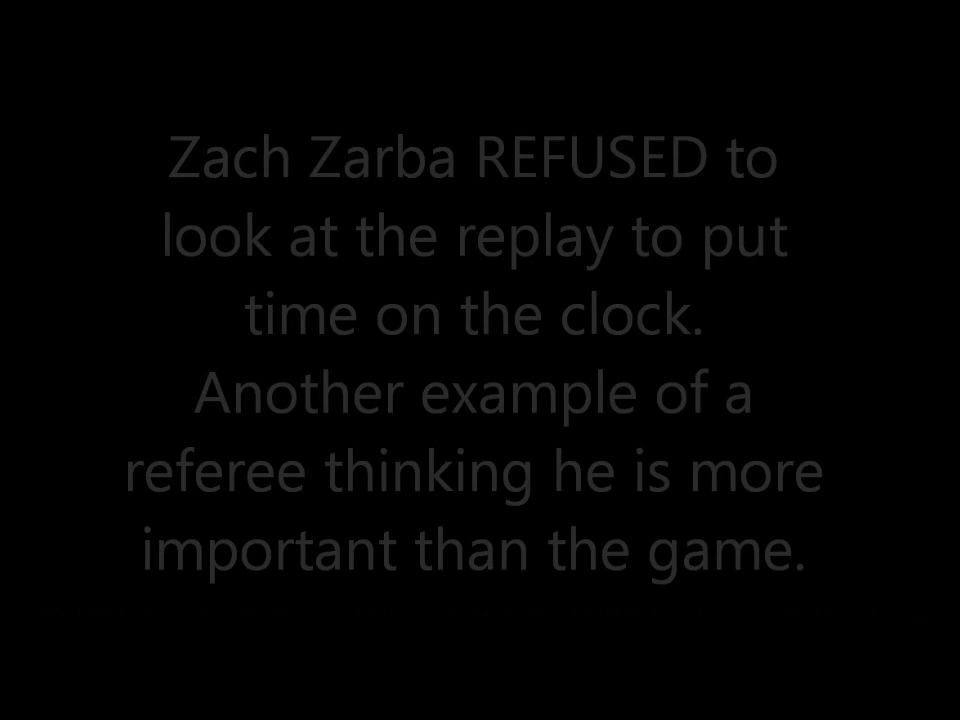 Zach Zarba REFUSED to
look at the replay to put
time on the clock.
Another example of a
referee thinking he is more
important than the game.